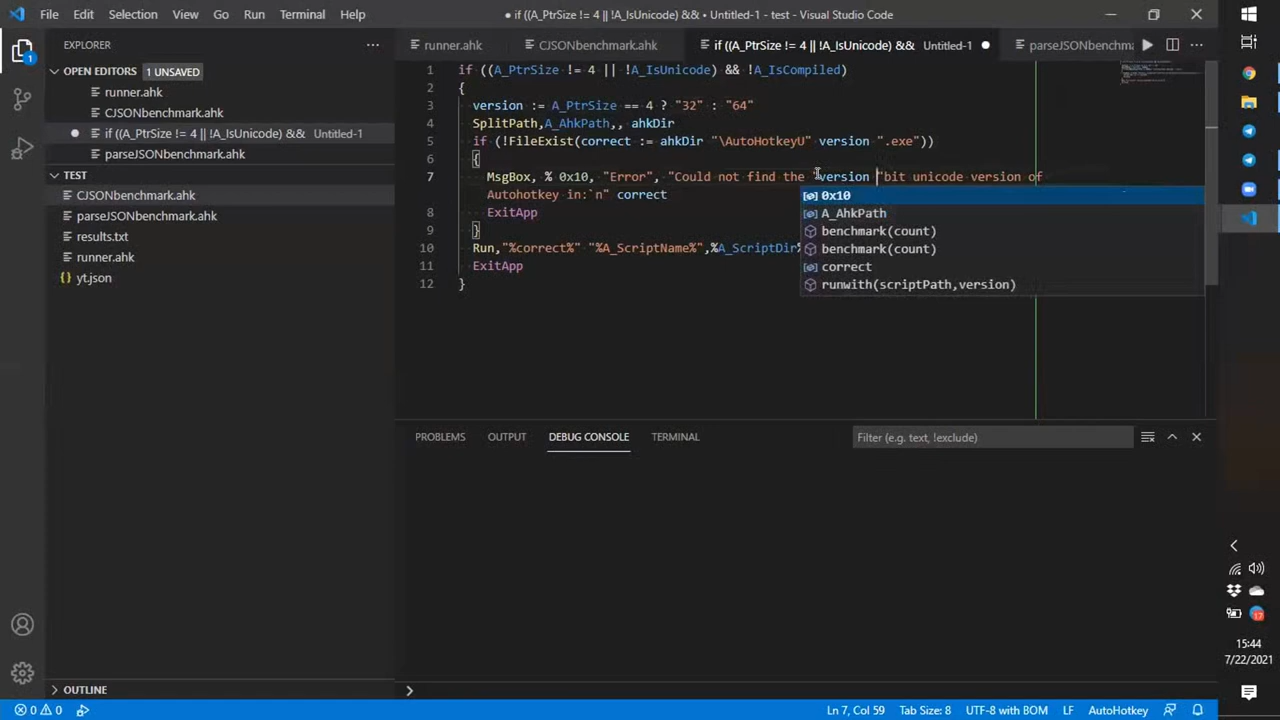 File Edit Selection View Go Run Terminal Help
● if ((A_PtrSize != 4 || !A_IsUnicode) && • Untitled-1 - test - Visual Studio Code
EXPLORER
runner.ahk
CJSONbenchmark.ahk
if ((A_PtrSize != 4 || !A_IsUnicode) && Untitled-1
parseJSONbenchma
OPEN EDITORS 1 UNSAVED
runner.ahk
CJSONbenchmark.ahk
if ((A_PtrSize != 4 || !A_IsUnicode) && Untitled-1
parseJSONbenchmark.ahk
TEST
CJSONbenchmark.ahk
parseJSONbenchmark.ahk
results.txt
runner.ahk
{} yt.json
OUTLINE
1 if ((A_PtrSize != 4 || !A_IsUnicode) && !A_IsCompiled)
2 {
3 version := A_PtrSize == 4 ? "32" : "64"
4 SplitPath,A_AhkPath,, ahkDir
5 if (!FileExist(correct := ahkDir "\AutoHotkeyU" version ".exe"))
6 {
7 MsgBox, % 0x10, "Error", "Could not find the "version "bit unicode version of
Autohotkey in:`n" correct
8 ExitApp
9 }
10 Run,"%correct%" "%A_ScriptName%",%A_ScriptDir%
11 ExitApp
12 }
0x10
A_AhkPath
benchmark(count)
benchmark(count)
correct
runwith(scriptPath,version)
PROBLEMS OUTPUT DEBUG CONSOLE TERMINAL
Filter (e.g. text, !exclude)
0 0
Ln 7, Col 59 Tab Size: 8 UTF-8 with BOM LF AutoHotkey
1
17
15:44
7/22/2021